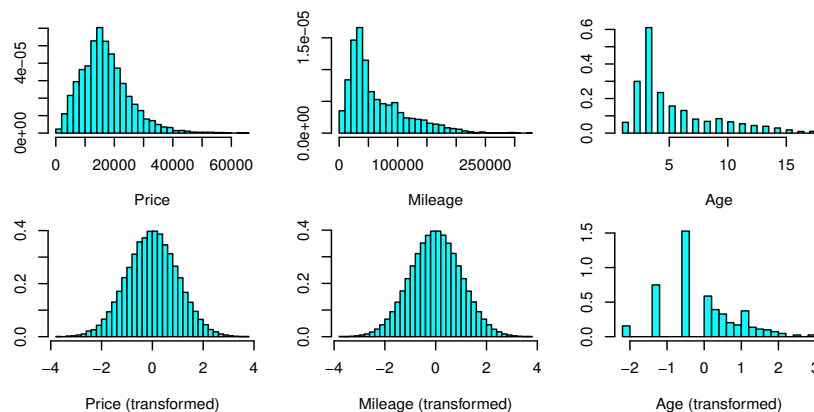 0e+00 4e-05
0 20000 40000 60000
Price
0.0e+00 1.5e-05
0 100000 250000
Mileage
0.0 0.2 0.4 0.6
5 10 15
Age
0.0 0.2 0.4
−4 −2 0 2 4
Price (transformed)
0.0 0.2 0.4
−4 −2 0 2 4
Mileage (transformed)
0.0 0.5 1.0 1.5
−2 −1 0 1 2 3
Age (transformed)